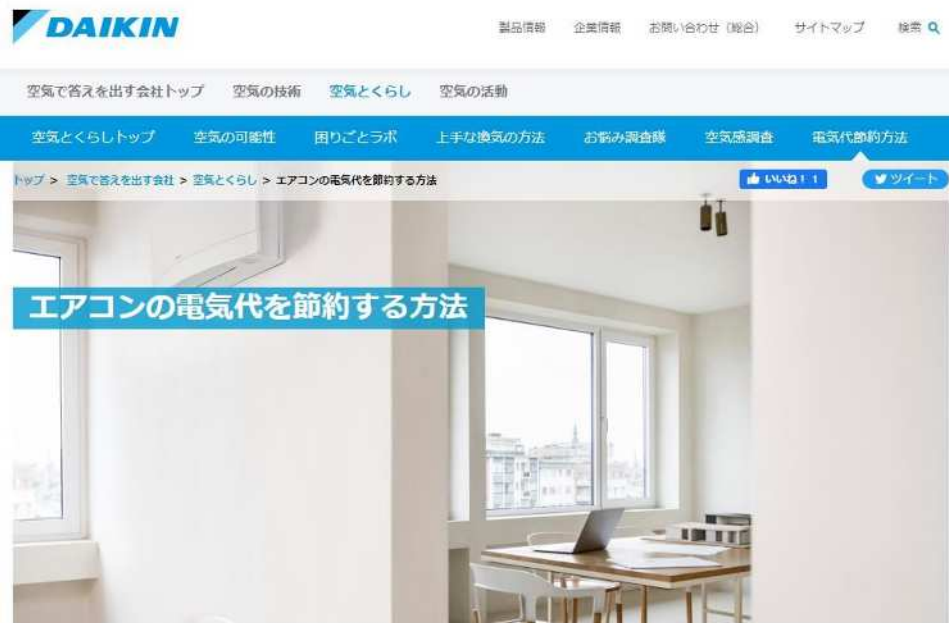 DAIKIN
製品情報 企業情報 お問い合わせ（総合） サイトマップ 検索
空気で答えを出す会社トップ 空気の技術 空気とくらし 空気の活動
空気とくらしトップ 空気の可能性 困りごとラボ 上手な換気の方法 お悩み調査隊 空気感調査 電気代節約方法
トップ > 空気で答えを出す会社 > 空気とくらし > エアコンの電気代を節約する方法
いいね！ 1 ツイート
エアコンの電気代を節約する方法